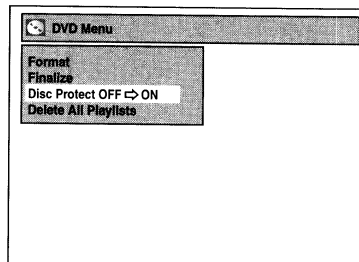 DVD Menu
Format
Finalize
Disc Protect OFF ⇨ ON
Delete All Playlists